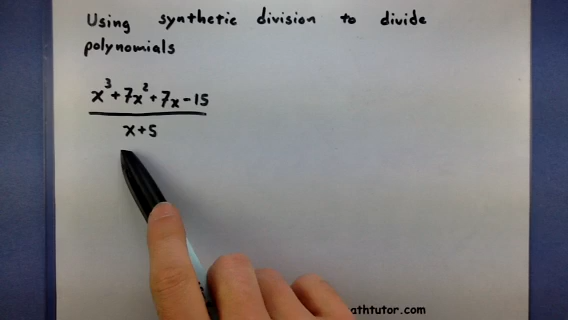 Using synthetic division to divide
polynomials
x³+7x²+7x-15
x+5
athtutor.com